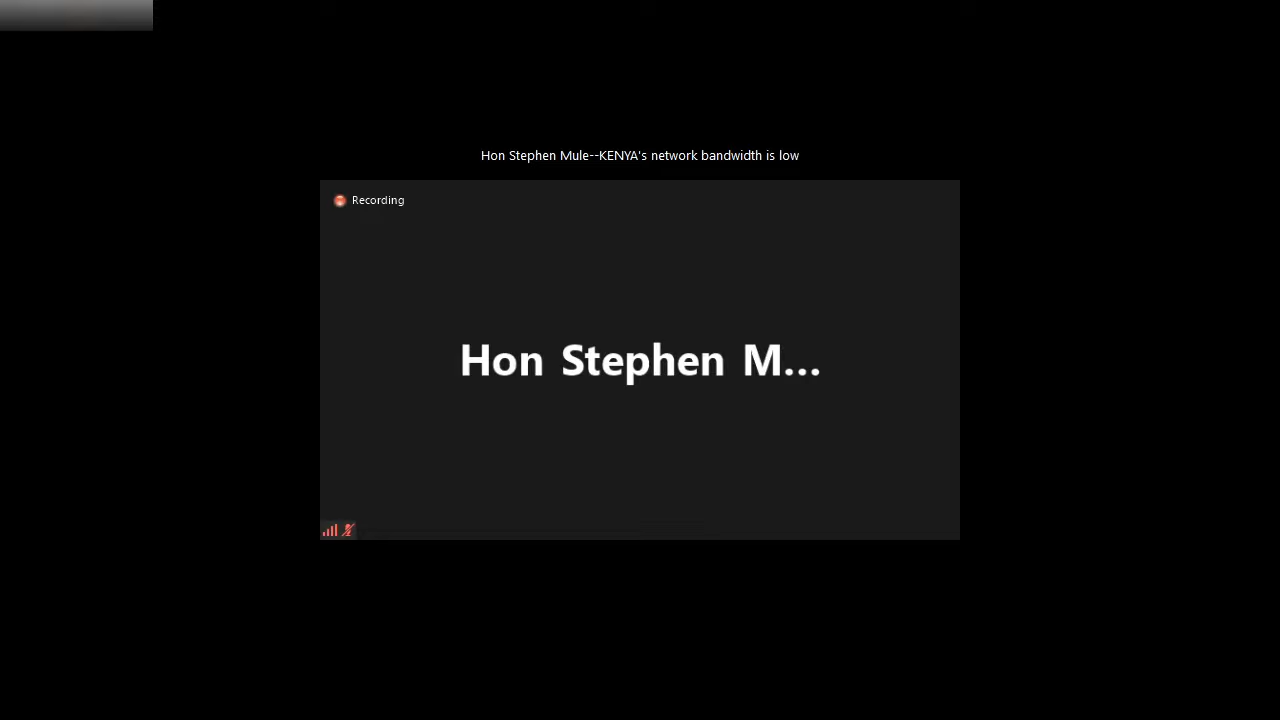 Hon Stephen Mule--KENYA's network bandwidth is low
Recording
Hon Stephen M...